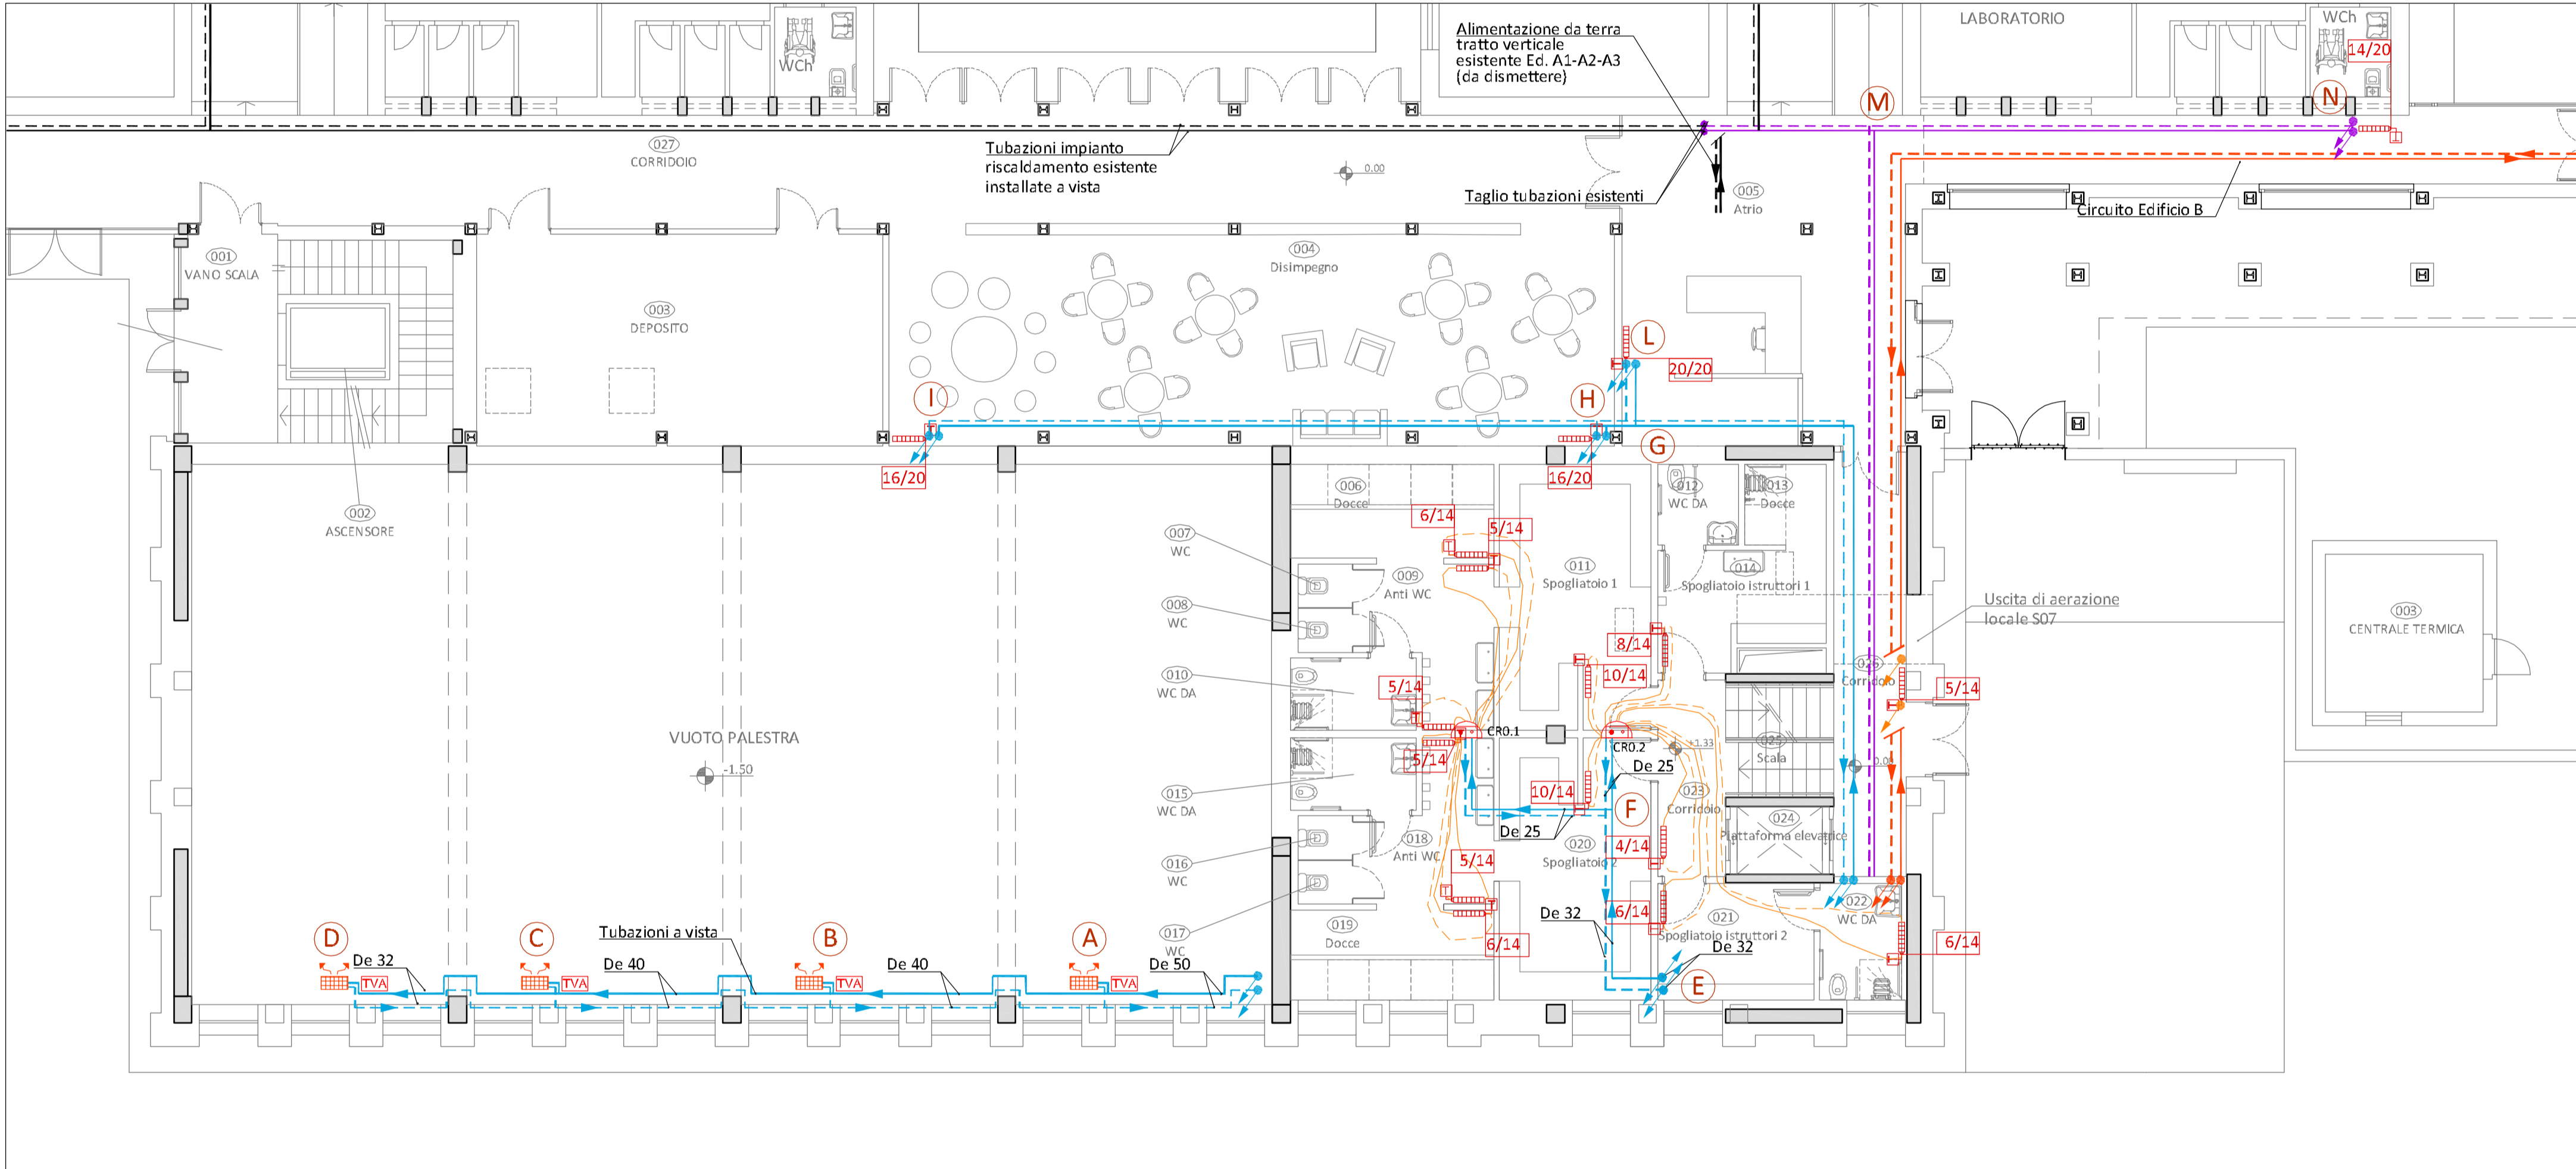 Alimentazione da terra
tratto verticale
esistente Ed. A1-A2-A3
(da dismettere)
LABORATORIO
WCh
14/20
WCh
M
N
027
CORRIDOIO
Tubazioni impianto
riscaldamento esistente
installate a vista
0.00
Taglio tubazioni esistenti
005
Atrio
Circuito Edificio B
001
VANO SCALA
004
Disimpegno
003
DEPOSITO
L
20/20
I
H
G
16/20
16/20
002
ASCENSORE
006
Docce
012
WC DA
013
Docce
6/14
5/14
007
WC
009
Anti WC
011
Spogliatoio 1
014
Spogliatoio istruttori 1
008
WC
Uscita di aerazione
locale S07
003
CENTRALE TERMICA
8/14
10/14
010
WC DA
5/14
026
Corridoio
5/14
VUOTO PALESTRA
-1.50
CR0.1
CR0.2
+1.33
025
Scala
0.00
5/14
De 25
015
WC DA
10/14
F
023
Corridoio
De 25
024
Piattaforma elevatrice
018
Anti WC
020
Spogliatoio 2
4/14
016
WC
5/14
017
WC
019
Docce
De 32
6/14
021
Spogliatoio istruttori 2
022
WC DA
6/14
6/14
De 32
D
C
Tubazioni a vista
B
A
De 32
De 40
De 40
De 50
TVA
TVA
TVA
TVA
E